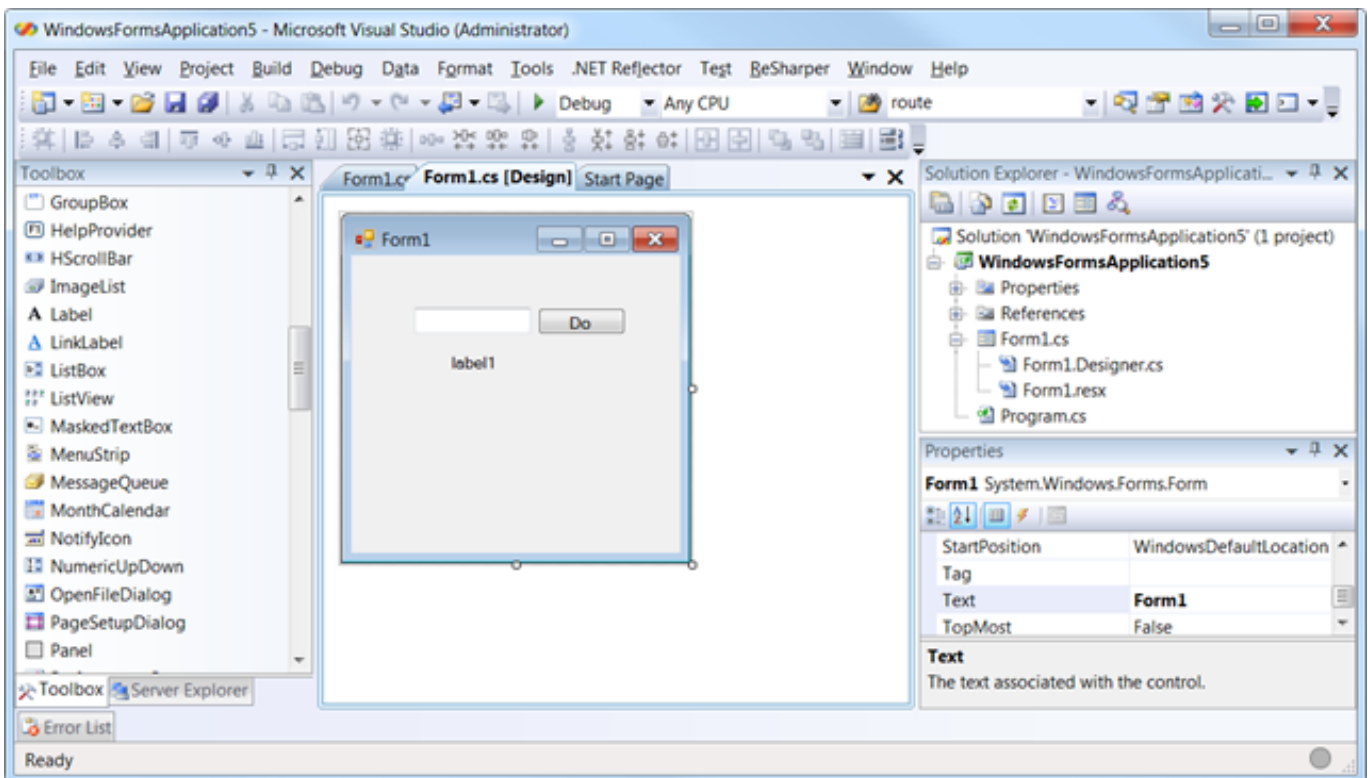 WindowsFormsApplication5 - Microsoft Visual Studio (Administrator)
File Edit View Project Build Debug Data Format Tools .NET Reflector Test ReSharper Window Help
Debug Any CPU route
Toolbox
GroupBox
HelpProvider
HScrollBar
ImageList
Label
LinkLabel
ListBox
ListView
MaskedTextBox
MenuStrip
MessageQueue
MonthCalendar
NotifyIcon
NumericUpDown
OpenFileDialog
PageSetupDialog
Panel
Toolbox Server Explorer
Error List
Ready
Form1.cs Form1.cs [Design] Start Page
Form1
Do
label1
Solution Explorer - WindowsFormsApplicati...
Solution 'WindowsFormsApplication5' (1 project)
WindowsFormsApplication5
Properties
References
Form1.cs
Form1.Designer.cs
Form1.resx
Program.cs
Properties
Form1 System.Windows.Forms.Form
StartPosition WindowsDefaultLocation
Tag
Text Form1
TopMost False
Text
The text associated with the control.